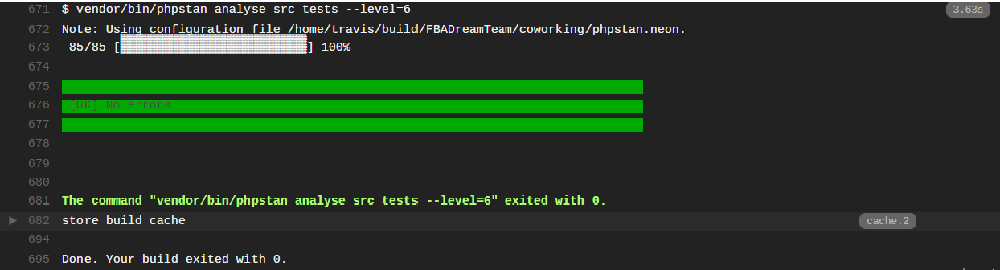 671 $ vendor/bin/phpstan analyse src tests --level=6 3.63s
672 Note: Using configuration file /home/travis/build/FBADreamTeam/coworking/phpstan.neon.
673 85/85 [▓▓▓▓▓▓▓▓▓▓▓▓▓▓▓▓▓▓▓▓▓▓▓▓▓▓] 100%
674
675
676 [OK] No errors
677
678
679
680
681 The command "vendor/bin/phpstan analyse src tests --level=6" exited with 0.
682 store build cache cache.2
694
695 Done. Your build exited with 0.